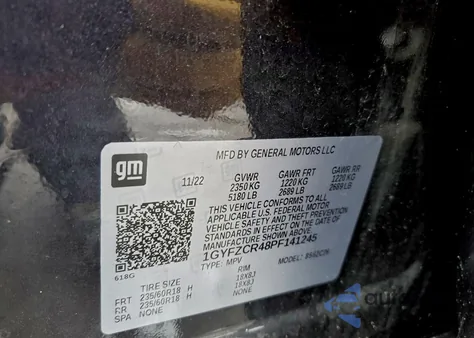 gm
MFD BY GENERAL MOTORS LLC
11/22 GVWR GAWR FRT GAWR RR
2350 KG 1220 KG 1220 KG
5180 LB 2689 LB 2689 LB
THIS VEHICLE CONFORMS TO ALL
APPLICABLE U.S. FEDERAL MOTOR
VEHICLE SAFETY AND THEFT PREVENTION
STANDARDS IN EFFECT ON THE DATE OF
MANUFACTURE SHOWN ABOVE.
1GYFZCR48PF141245
TYPE: MPV MODEL:
618G
TIRE SIZE RIM
FRT 235/60R18 H 18X8J
RR 235/60R18 H 18X8J
SPA NONE NONE